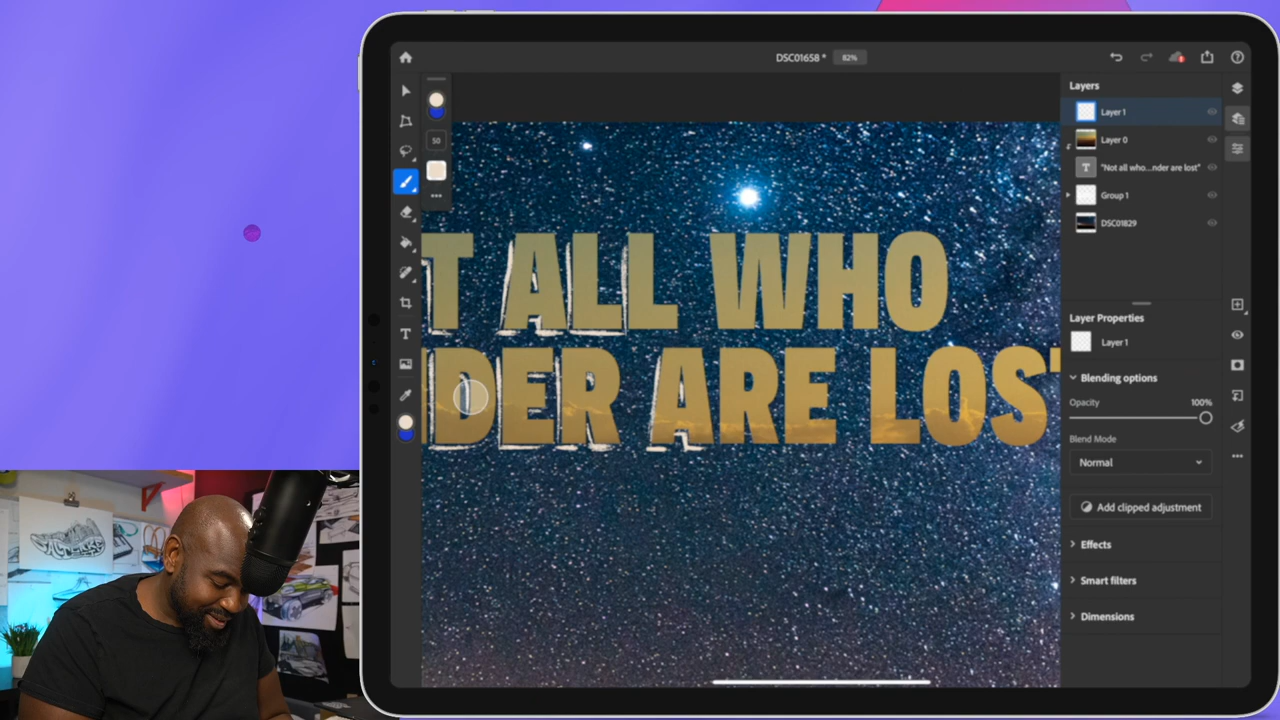 DSC01658 * 82%
Layers
Layer 1
Layer 0
T "Not all who...nder are lost"
Group 1
DSC01829
50
T ALL WHO
DER ARE LOST
Layer Properties
Layer 1
Blending options
Opacity 100%
Blend Mode
Normal
Add clipped adjustment
Effects
Smart filters
Dimensions